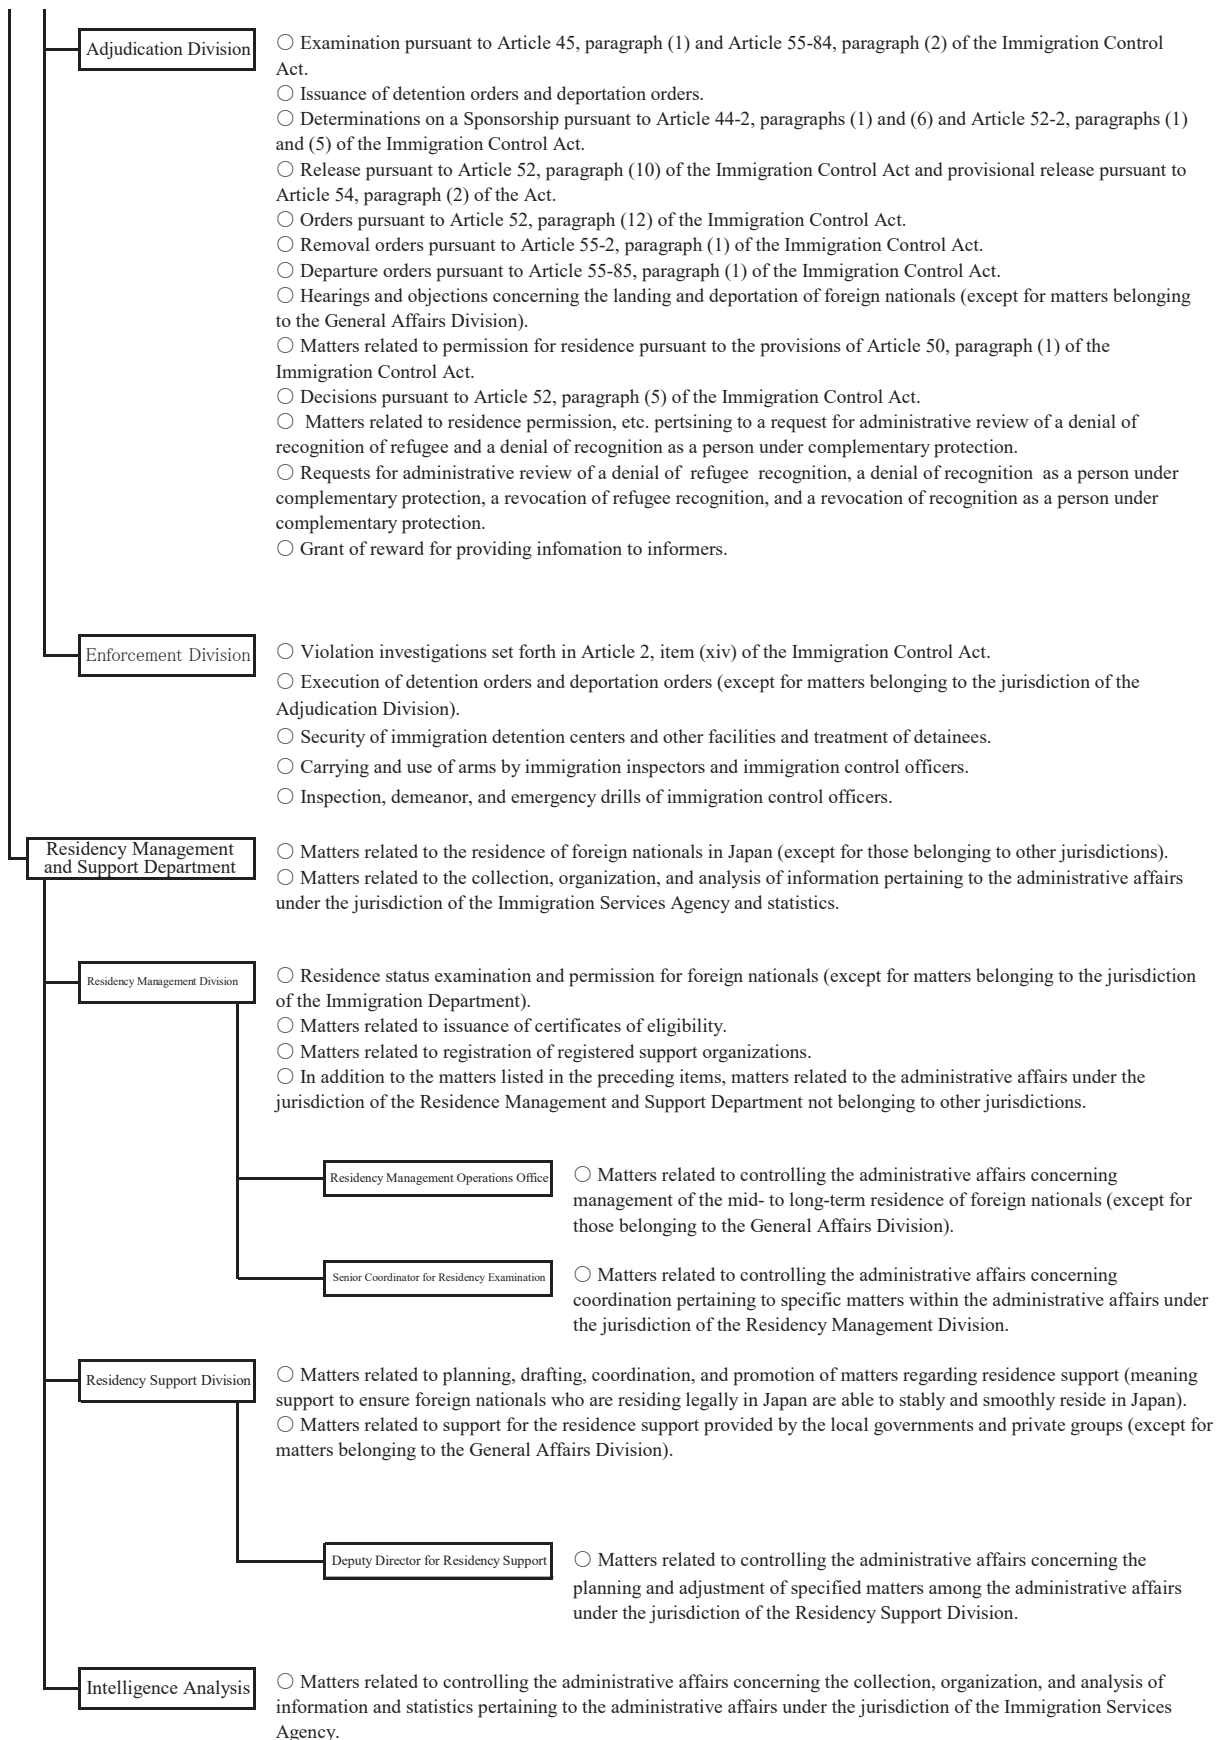 Adjudication Division
○ Examination pursuant to Article 45, paragraph (1) and Article 55-84, paragraph (2) of the Immigration Control
Act.
○ Issuance of detention orders and deportation orders.
○ Determinations on a Sponsorship pursuant to Article 44-2, paragraphs (1) and (6) and Article 52-2, paragraphs (1)
and (5) of the Immigration Control Act.
○ Release pursuant to Article 52, paragraph (10) of the Immigration Control Act and provisional release pursuant to
Article 54, paragraph (2) of the Act.
○ Orders pursuant to Article 52, paragraph (12) of the Immigration Control Act.
○ Removal orders pursuant to Article 55-2, paragraph (1) of the Immigration Control Act.
○ Departure orders pursuant to Article 55-85, paragraph (1) of the Immigration Control Act.
○ Hearings and objections concerning the landing and deportation of foreign nationals (except for matters belonging
to the General Affairs Division).
○ Matters related to permission for residence pursuant to the provisions of Article 50, paragraph (1) of the
Immigration Control Act.
○ Decisions pursuant to Article 52, paragraph (5) of the Immigration Control Act.
○ Matters related to residence permission, etc. pertaining to a request for administrative review of a denial of
recognition of refugee and a denial of recognition as a person under complementary protection.
○ Requests for administrative review of a denial of refugee recognition, a denial of recognition as a person under
complementary protection, a revocation of refugee recognition, and a revocation of recognition as a person under
complementary protection.
○ Grant of reward for providing infomation to informers.
Enforcement Division
○ Violation investigations set forth in Article 2, item (xiv) of the Immigration Control Act.
○ Execution of detention orders and deportation orders (except for matters belonging to the jurisdiction of the
Adjudication Division).
○ Security of immigration detention centers and other facilities and treatment of detainees.
○ Carrying and use of arms by immigration inspectors and immigration control officers.
○ Inspection, demeanor, and emergency drills of immigration control officers.
Residency Management
and Support Department
○ Matters related to the residence of foreign nationals in Japan (except for those belonging to other jurisdictions).
○ Matters related to the collection, organization, and analysis of information pertaining to the administrative affairs
under the jurisdiction of the Immigration Services Agency and statistics.
Residency Management Division
○ Residence status examination and permission for foreign nationals (except for matters belonging to the jurisdiction
of the Immigration Department).
○ Matters related to issuance of certificates of eligibility.
○ Matters related to registration of registered support organizations.
○ In addition to the matters listed in the preceding items, matters related to the administrative affairs under the
jurisdiction of the Residence Management and Support Department not belonging to other jurisdictions.
Residency Management Operations Office
○ Matters related to controlling the administrative affairs concerning
management of the mid- to long-term residence of foreign nationals (except for
those belonging to the General Affairs Division).
Senior Coordinator for Residency Examination
○ Matters related to controlling the administrative affairs concerning
coordination pertaining to specific matters within the administrative affairs under
the jurisdiction of the Residency Management Division.
Residency Support Division
○ Matters related to planning, drafting, coordination, and promotion of matters regarding residence support (meaning
support to ensure foreign nationals who are residing legally in Japan are able to stably and smoothly reside in Japan).
○ Matters related to support for the residence support provided by the local governments and private groups (except for
matters belonging to the General Affairs Division).
Deputy Director for Residency Support
○ Matters related to controlling the administrative affairs concerning the
planning and adjustment of specified matters among the administrative affairs
under the jurisdiction of the Residency Support Division.
Intelligence Analysis
○ Matters related to controlling the administrative affairs concerning the collection, organization, and analysis of
information and statistics pertaining to the administrative affairs under the jurisdiction of the Immigration Services
Agency.